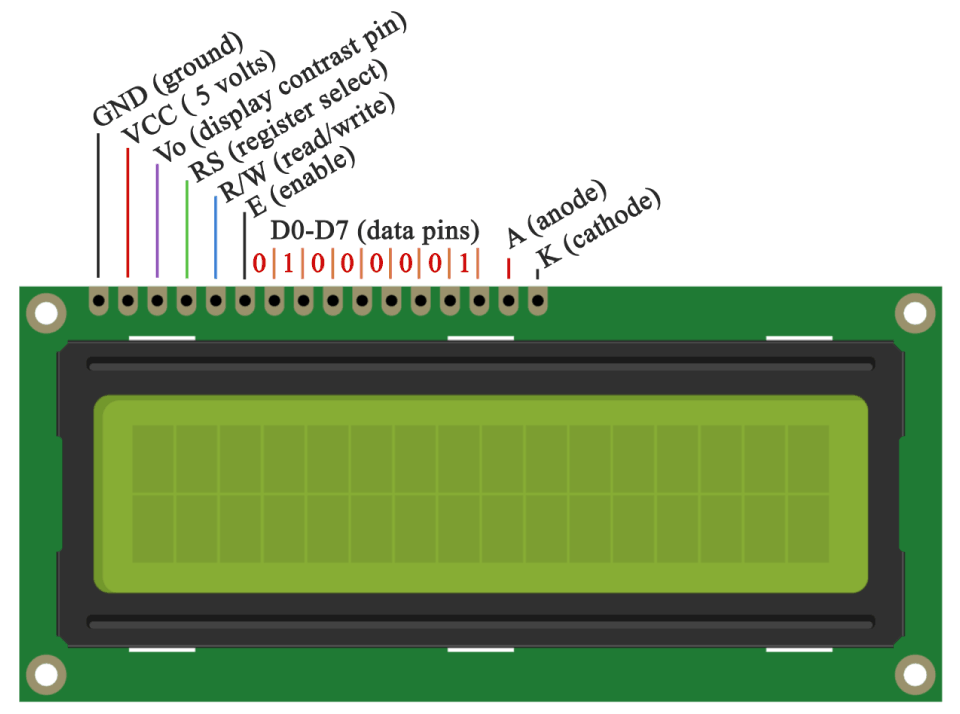 GND (ground)
VCC ( 5 volts)
Vo (display contrast pin)
RS (register select)
R/W (read/write)
E (enable)
D0-D7 (data pins)
0 1 0 0 0 0 0 1
A (anode)
K (cathode)